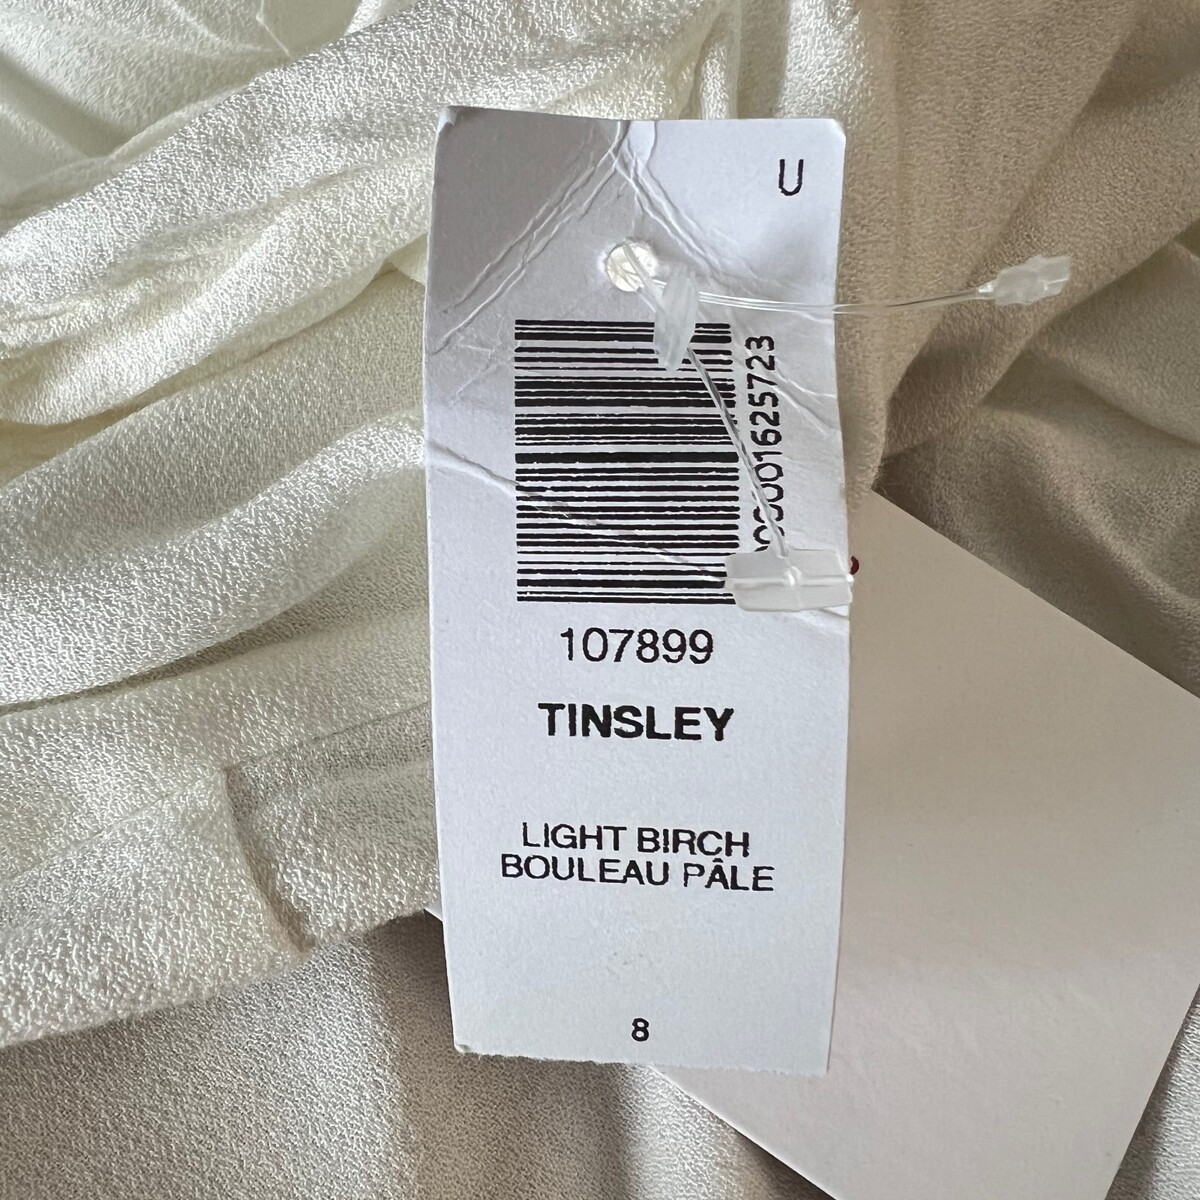 U
107899
TINSLEY
LIGHT BIRCH
BOULEAU PÂLE
8